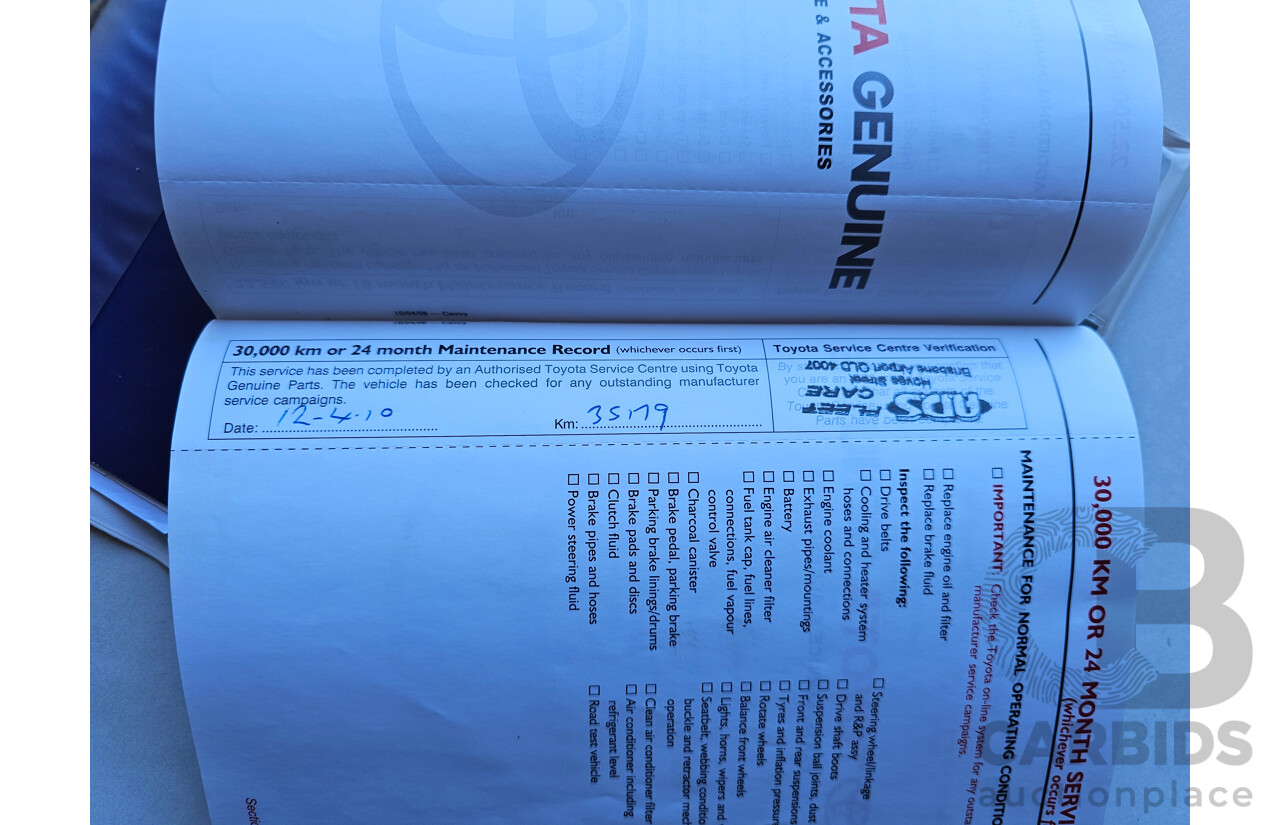 TA GENUINE
E & ACCESSORIES
30,000 km or 24 month Maintenance Record (whichever occurs first)
This service has been completed by an Authorised Toyota Service Centre using Toyota
Genuine Parts. The vehicle has been checked for any outstanding manufacturer
service campaigns.
Date: 12-4-10 Km: 35179
Toyota Service Centre Verification
ADS FLEET
CARE
Brisbane Airport QLD 4007
30,000 KM OR 24 MONTH SERVI
(whichever occurs f
MAINTENANCE FOR NORMAL OPERATING CONDITIO
IMPORTANT: Check the Toyota on-line system for any outsta
manufacturer service campaigns.
Replace engine oil and filter
Replace brake fluid
Inspect the following:
Drive belts
Cooling and heater system
hoses and connections
Engine coolant
Exhaust pipes/mountings
Battery
Engine air cleaner filter
Fuel tank cap, fuel lines,
connections, fuel vapour
control valve
Charcoal canister
Brake pedal, parking brake
Parking brake linings/drums
Brake pads and discs
Clutch fluid
Brake pipes and hoses
Power steering fluid
Steering wheel/linkage
and R&P assy
Drive shaft boots
Suspension ball joints, dust
Front and rear suspensions
Tyres and inflation pressur
Rotate wheels
Balance front wheels
Lights, horns, wipers and
Seatbelt, webbing conditio
buckle and retractor mech
operation
Clean air conditioner filter
Air conditioner including
refrigerant level
Road test vehicle
Secti
CARBIDS
auctionplace